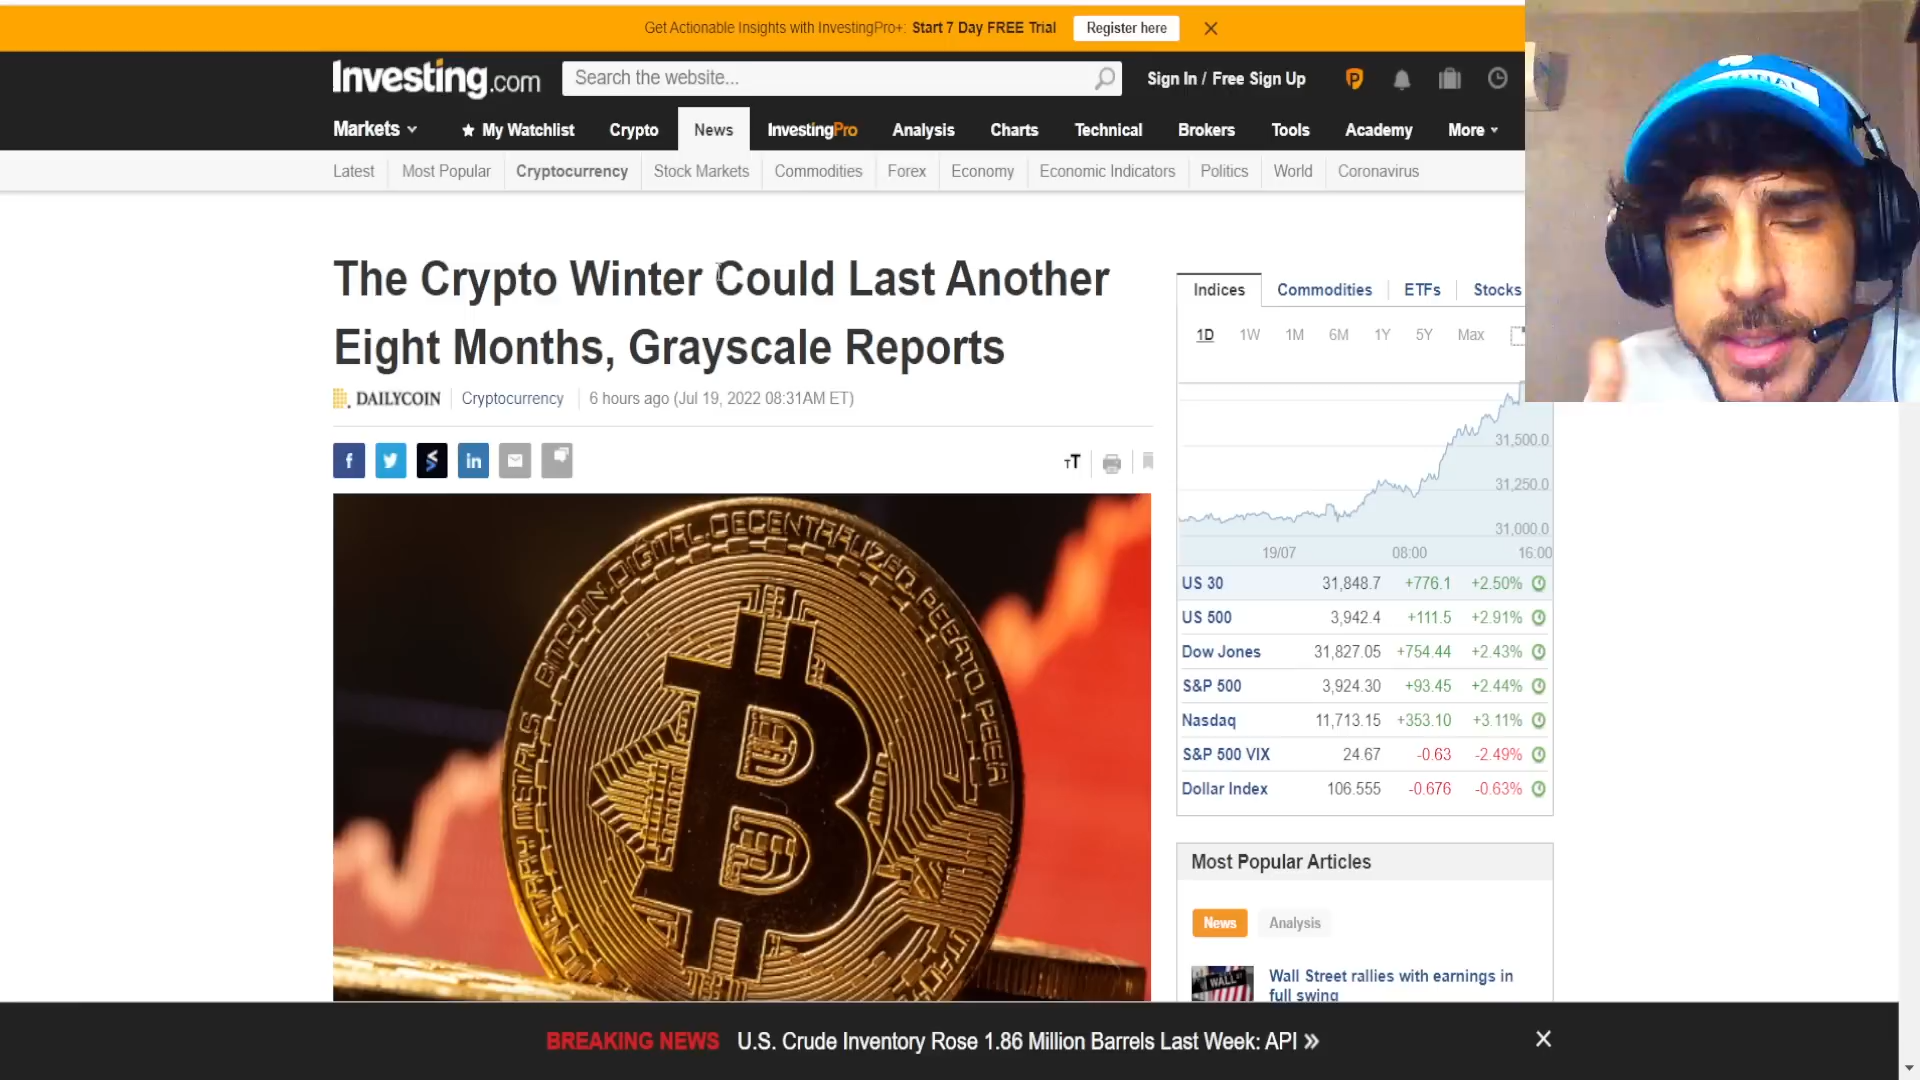 Get Actionable Insights with InvestingPro+: Start 7 Day FREE Trial Register here
Investing.com
Search the website...
Sign In / Free Sign Up
Markets My Watchlist Crypto News InvestingPro Analysis Charts Technical Brokers Tools Academy More
Latest Most Popular Cryptocurrency Stock Markets Commodities Forex Economy Economic Indicators Politics World Coronavirus
The Crypto Winter Could Last Another
Eight Months, Grayscale Reports
DAILYCOIN Cryptocurrency 6 hours ago (Jul 19, 2022 08:31AM ET)
BITCOIN.DIGITAL.DECENTRALIZED.PEER TO PEER
Indices Commodities ETFs Stocks
1D 1W 1M 6M 1Y 5Y Max
31,500.0
31,250.0
31,000.0
19/07 08:00 16:00
US 30 31,848.7 +776.1 +2.50%
US 500 3,942.4 +111.5 +2.91%
Dow Jones 31,827.05 +754.44 +2.43%
S&P 500 3,924.30 +93.45 +2.44%
Nasdaq 11,713.15 +353.10 +3.11%
S&P 500 VIX 24.67 -0.63 -2.49%
Dollar Index 106.555 -0.676 -0.63%
Most Popular Articles
News Analysis
WALL
Wall Street rallies with earnings in
full swing
BREAKING NEWS U.S. Crude Inventory Rose 1.86 Million Barrels Last Week: API »